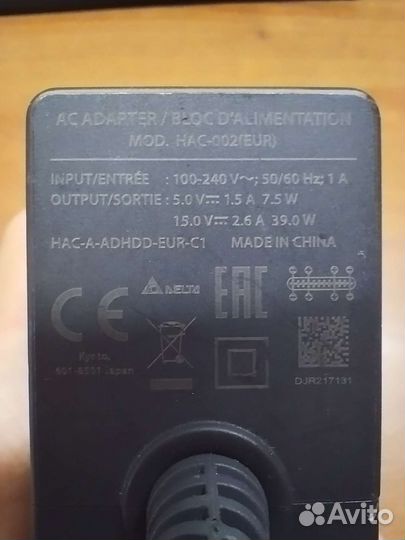 AC ADAPTER / BLOC D'ALIMENTATION
MOD. HAC-002(EUR)
INPUT/ENTRÉE : 100-240 V～; 50/60 Hz; 1 A
OUTPUT/SORTIE : 5.0 V⎓ 1.5 A 7.5 W
15.0 V⎓ 2.6 A 39.0 W
HAC-A-ADHDD-EUR-C1 MADE IN CHINA
CE
DELTA
EAC
Kyoto,
601-8501 Japan
DJR217131
Avito